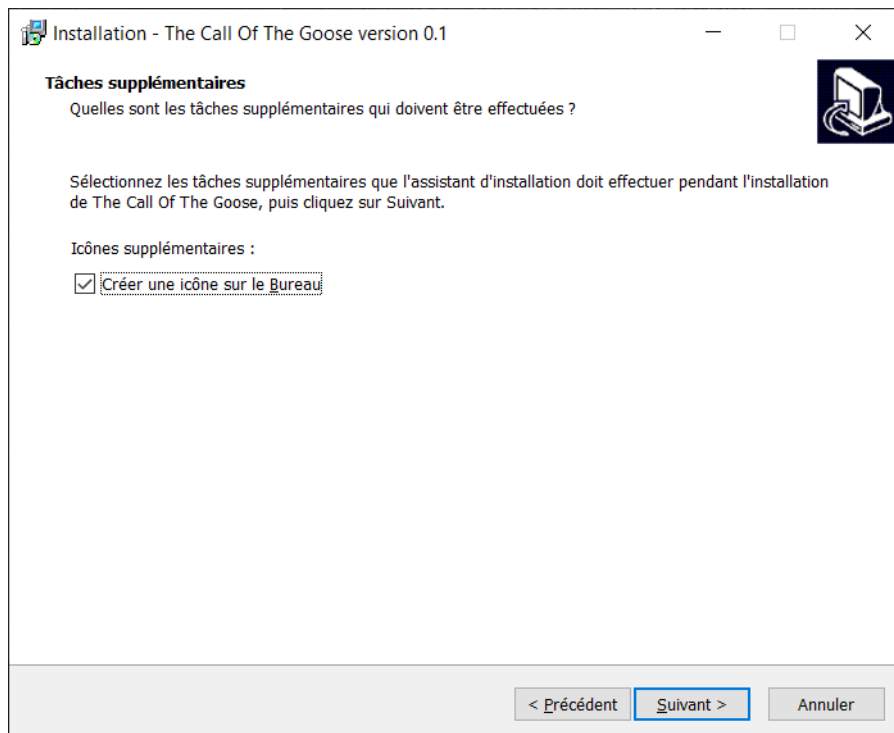 Installation - The Call Of The Goose version 0.1
Tâches supplémentaires
Quelles sont les tâches supplémentaires qui doivent être effectuées ?
Sélectionnez les tâches supplémentaires que l'assistant d'installation doit effectuer pendant l'installation
de The Call Of The Goose, puis cliquez sur Suivant.
Icônes supplémentaires :
Créer une icône sur le Bureau
< Précédent Suivant > Annuler